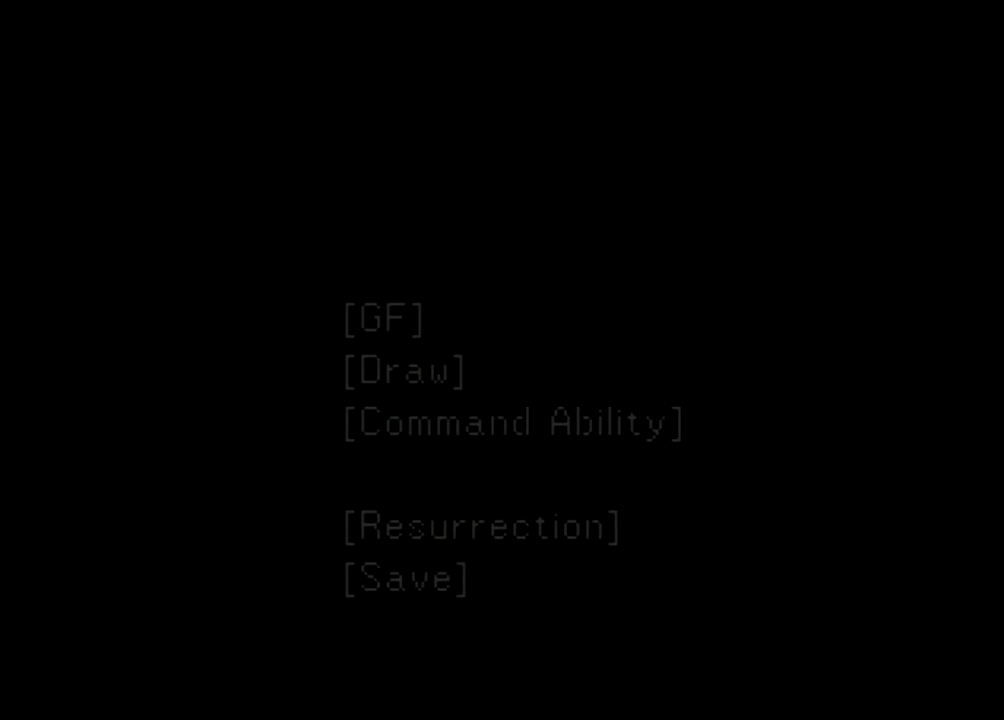 [GF]
[Draw]
[Command Ability]
[Resurrection]
[Save]